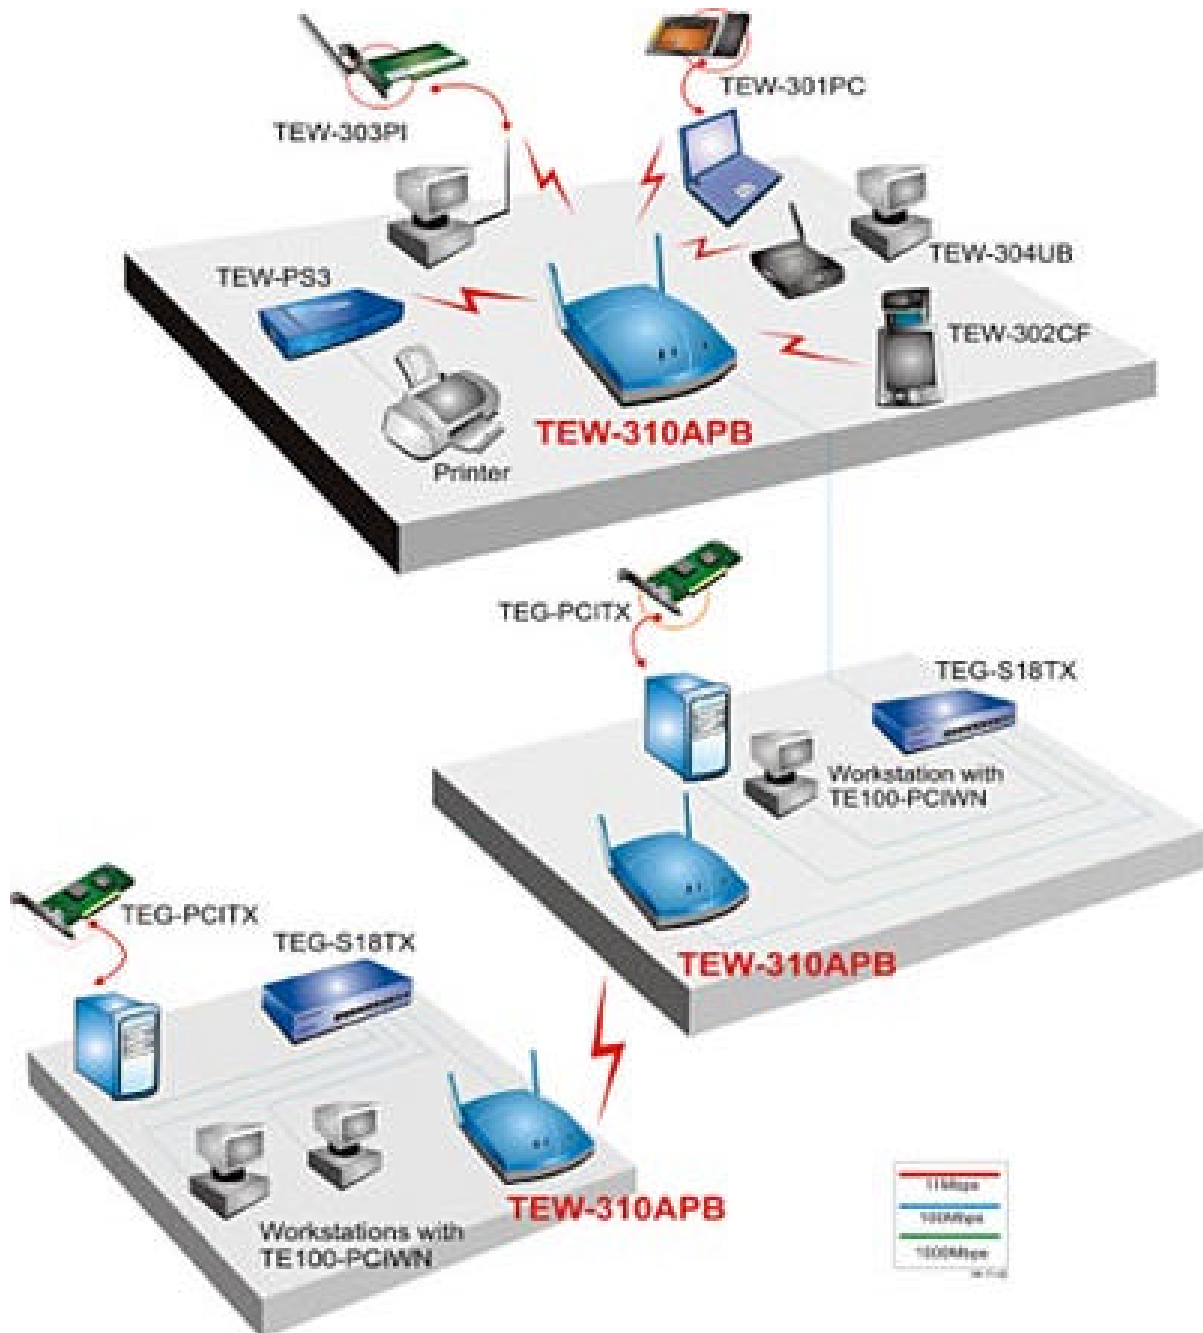 TEW-301PC
TEW-303PI
TEW-304UB
TEW-PS3
TEW-302CF
TEW-310APB
Printer
TEG-PCITX
TEG-S18TX
Workstation with
TE100-PCIWN
TEW-310APB
TEG-PCITX
TEG-S18TX
TEW-310APB
Workstations with
TE100-PCIWN
11Mbps
100Mbps
1000Mbps